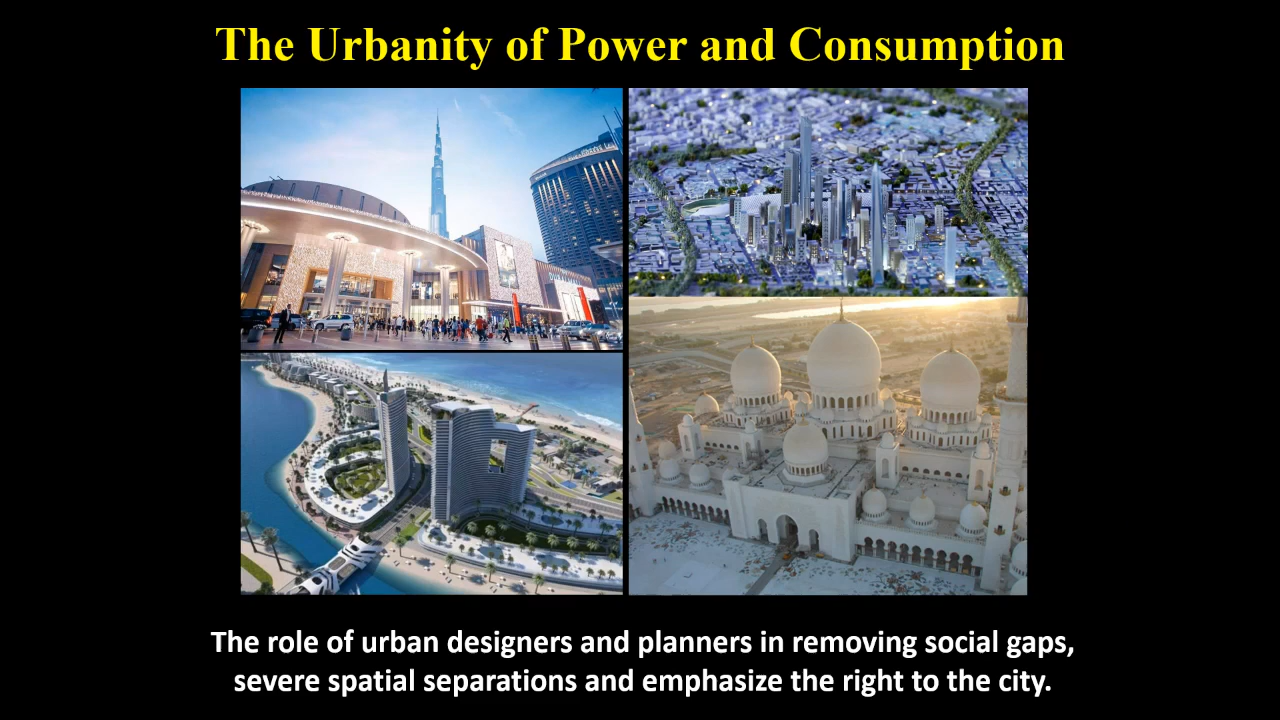 The Urbanity of Power and Consumption
The role of urban designers and planners in removing social gaps,
severe spatial separations and emphasize the right to the city.